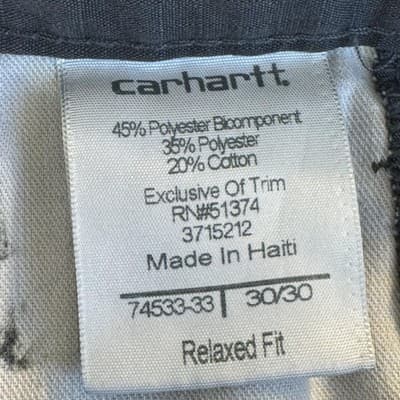 carhartt
45% Polyester Bicomponent
35% Polyester
20% Cotton
Exclusive Of Trim
RN#51374
3715212
Made In Haiti
74533-33 30/30
Relaxed Fit